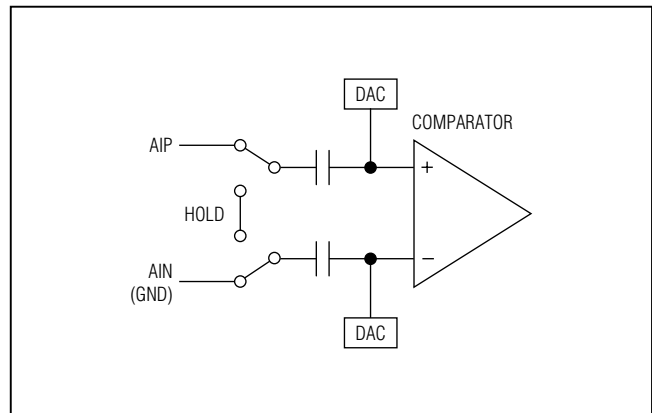 DAC
COMPARATOR
AIP
+
HOLD
AIN
(GND)
−
DAC